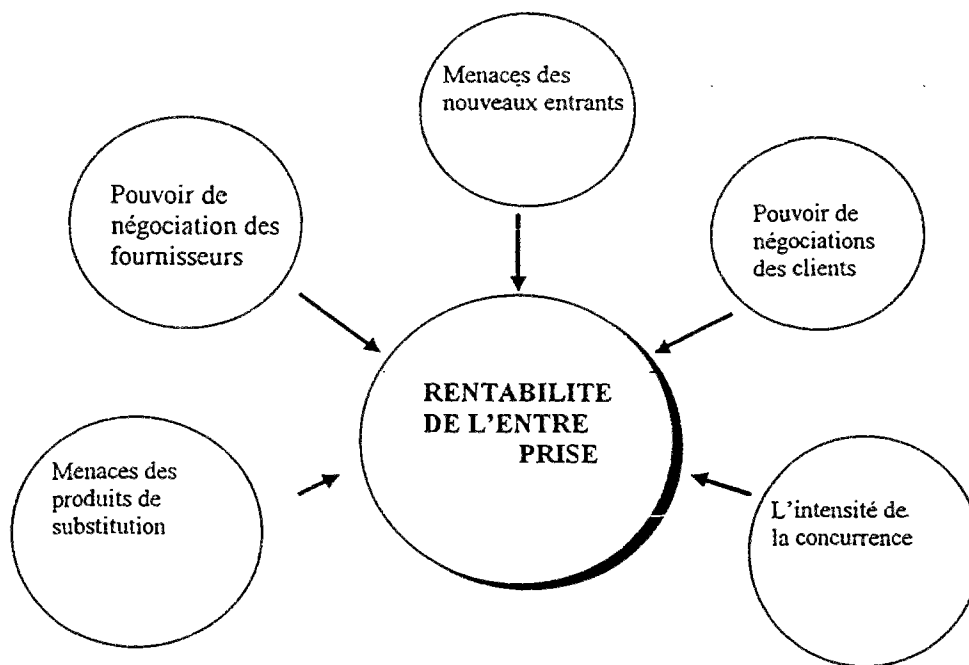 Menaces des
nouveaux entrants
Pouvoir de
négociation des
fournisseurs
Pouvoir de
négociations
des clients
RENTABILITE
DE L'ENTRE
PRISE
Menaces des
produits de
substitution
L'intensité de
la concurrence